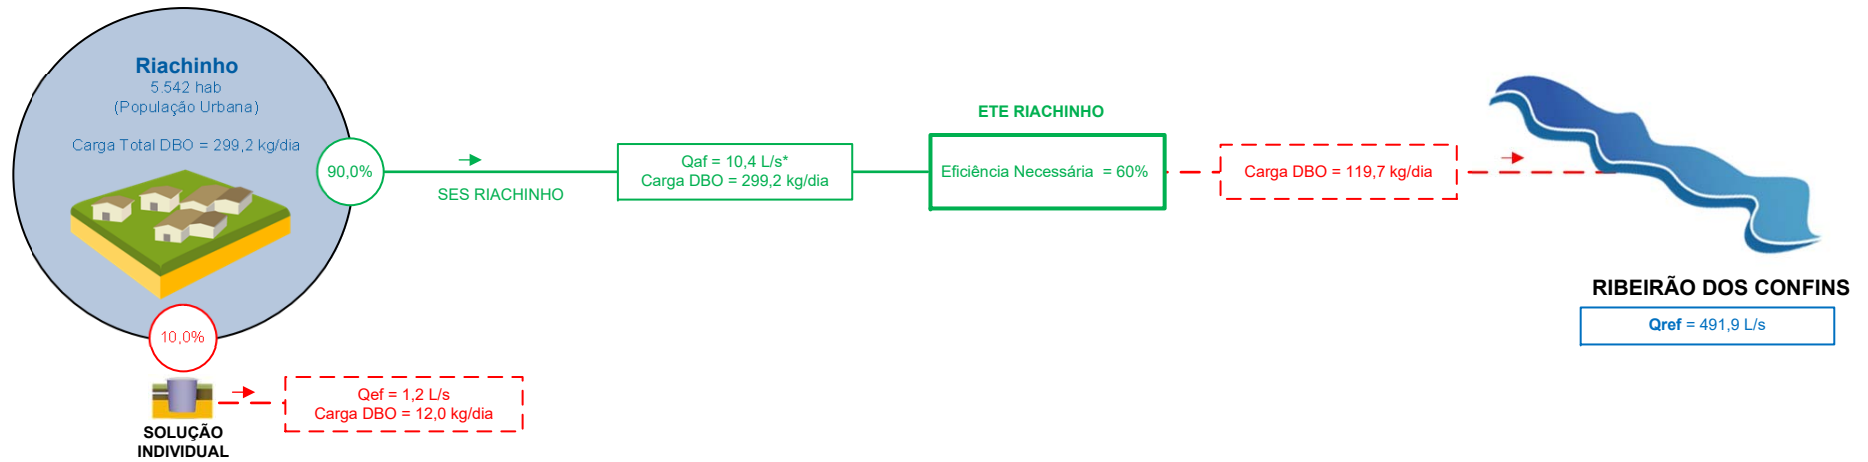 Riachinho
5.542 hab
(População Urbana)
Carga Total DBO = 299,2 kg/dia
90,0%
SES RIACHINHO
Qaf = 10,4 L/s*
Carga DBO = 299,2 kg/dia
ETE RIACHINHO
Eficiência Necessária = 60%
Carga DBO = 119,7 kg/dia
RIBEIRÃO DOS CONFINS
Qref = 491,9 L/s
10,0%
Qef = 1,2 L/s
Carga DBO = 12,0 kg/dia
SOLUÇÃO
INDIVIDUAL